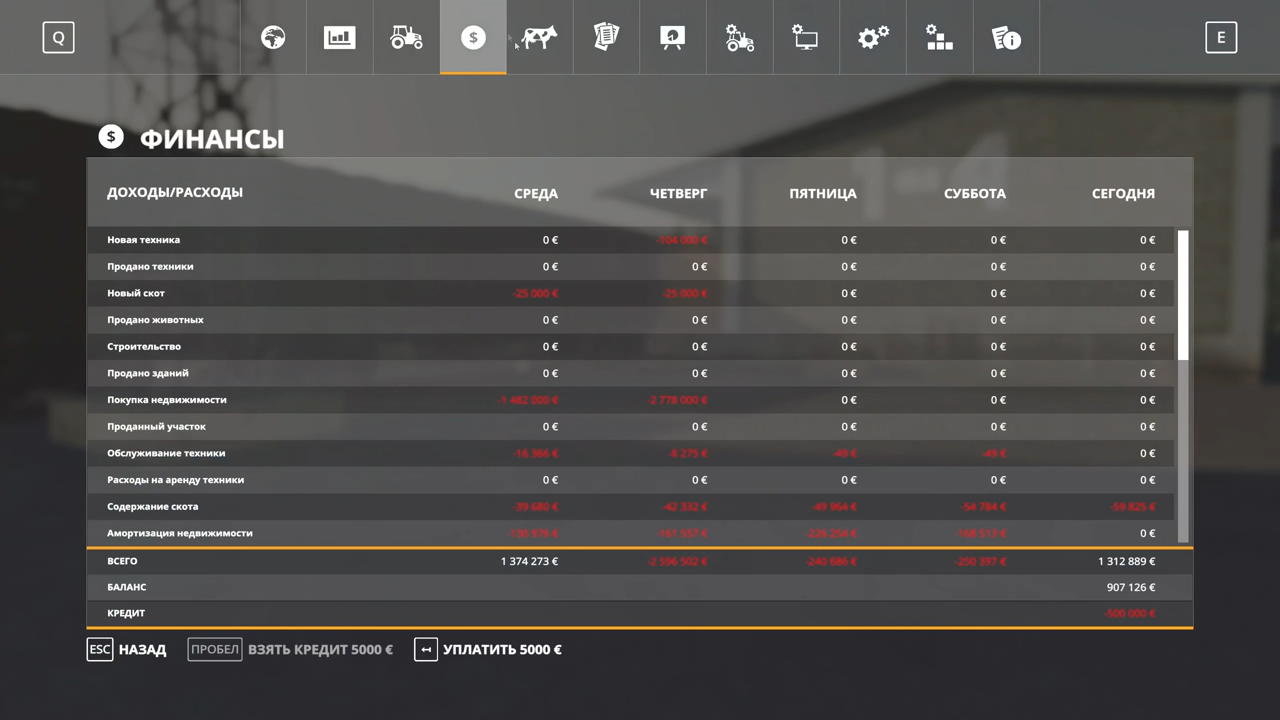 Q
E
$ ФИНАНСЫ
ДОХОДЫ/РАСХОДЫ СРЕДА ЧЕТВЕРГ ПЯТНИЦА СУББОТА СЕГОДНЯ
Новая техника 0 € -104 000 € 0 € 0 € 0 €
Продано техники 0 € 0 € 0 € 0 € 0 €
Новый скот -25 000 € -25 000 € 0 € 0 € 0 €
Продано животных 0 € 0 € 0 € 0 € 0 €
Строительство 0 € 0 € 0 € 0 € 0 €
Продано зданий 0 € 0 € 0 € 0 € 0 €
Покупка недвижимости -1 482 000 € -2 778 000 € 0 € 0 € 0 €
Проданный участок 0 € 0 € 0 € 0 € 0 €
Обслуживание техники -16 366 € -8 275 € -49 € -49 € 0 €
Расходы на аренду техники 0 € 0 € 0 € 0 € 0 €
Содержание скота -39 680 € -42 332 € -49 964 € -54 784 € -59 825 €
Амортизация недвижимости 0 €
ВСЕГО 1 374 273 € -2 596 502 € -240 686 € -250 397 € 1 312 889 €
БАЛАНС 907 126 €
КРЕДИТ -500 000 €
ESC НАЗАД ПРОБЕЛ ВЗЯТЬ КРЕДИТ 5000 € УПЛАТИТЬ 5000 €